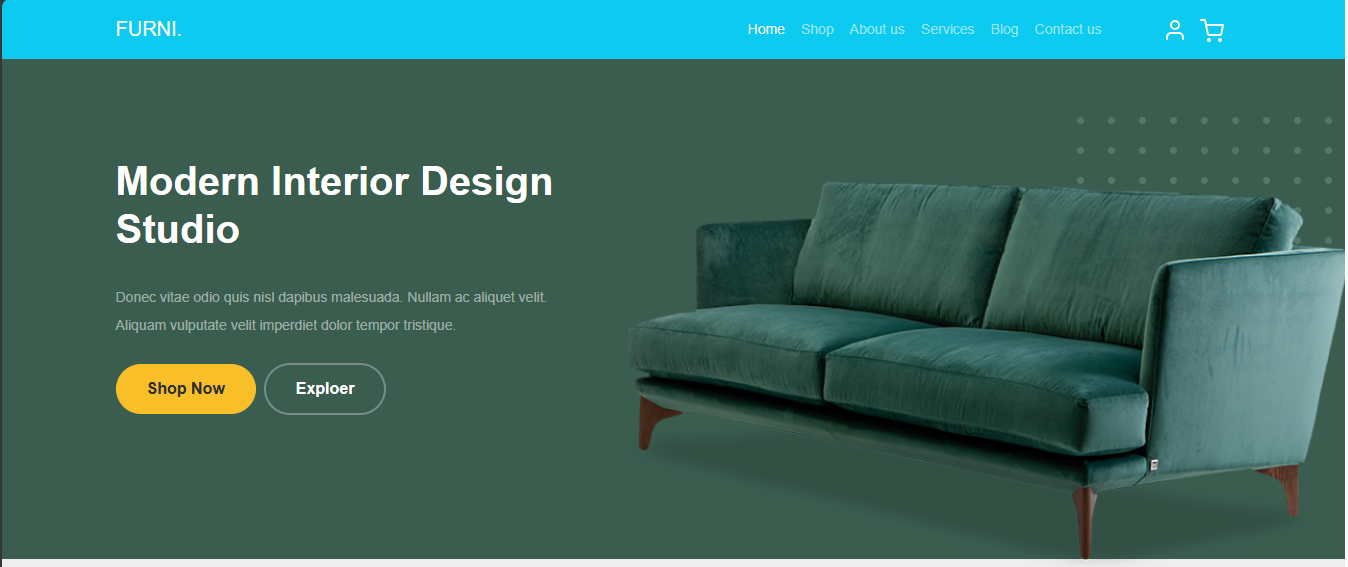 FURNI.
Home Shop About us Services Blog Contact us
Modern Interior Design
Studio
Donec vitae odio quis nisl dapibus malesuada. Nullam ac aliquet velit.
Aliquam vulputate velit imperdiet dolor tempor tristique.
Shop Now Exploer